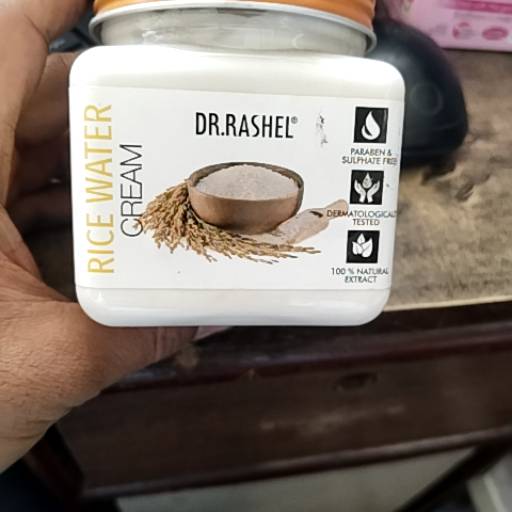 RICE WATER
CREAM
DR.RASHEL®
PARABEN &
SULPHATE FREE
DERMATOLOGICALLY
TESTED
100 % NATURAL
EXTRACT